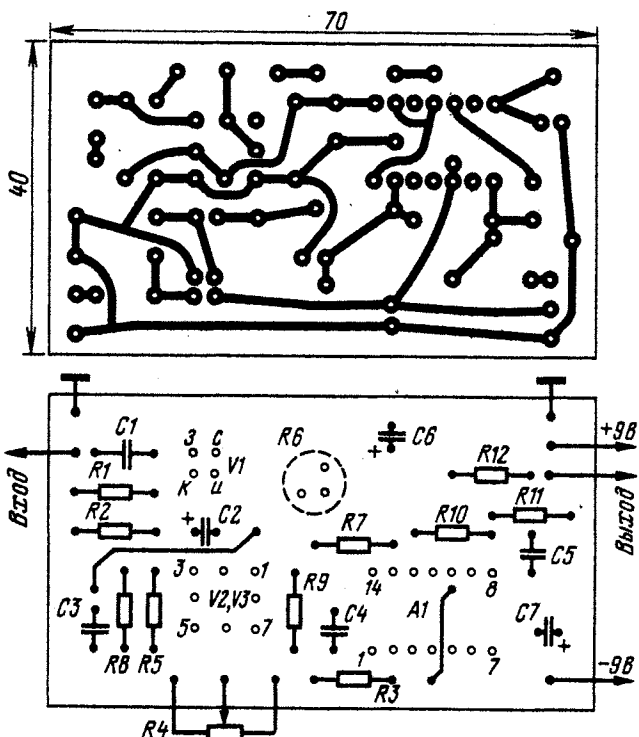 70
40
C1
З С
R6
C6
+9В
Вход
R1
К И
V1
R12
R2
+ C2
R7
R10
R11
Выход
C5
3 1
14 8
C3
V2,V3
R9
C4
A1
C7
5 7
R8 R5
1 7
+
-9В
R3
R4